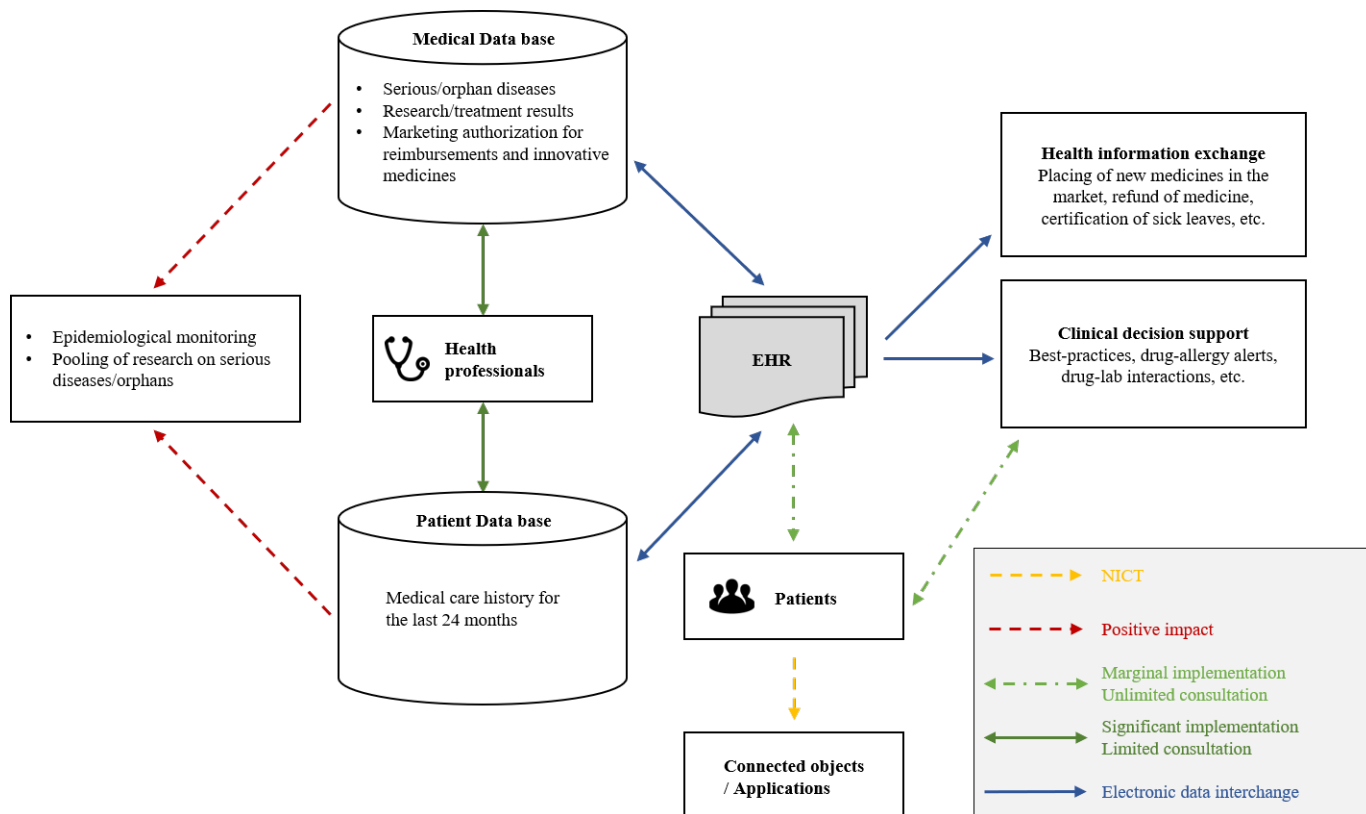 Medical Data base
• Serious/orphan diseases
• Research/treatment results
• Marketing authorization for
reimbursements and innovative
medicines
Health information exchange
Placing of new medicines in the
market, refund of medicine,
certification of sick leaves, etc.
• Epidemiological monitoring
• Pooling of research on serious
diseases/orphans
Health
professionals
EHR
Clinical decision support
Best-practices, drug-allergy alerts,
drug-lab interactions, etc.
Patient Data base
Medical care history for
the last 24 months
Patients
Connected objects
/ Applications
NICT
Positive impact
Marginal implementation
Unlimited consultation
Significant implementation
Limited consultation
Electronic data interchange